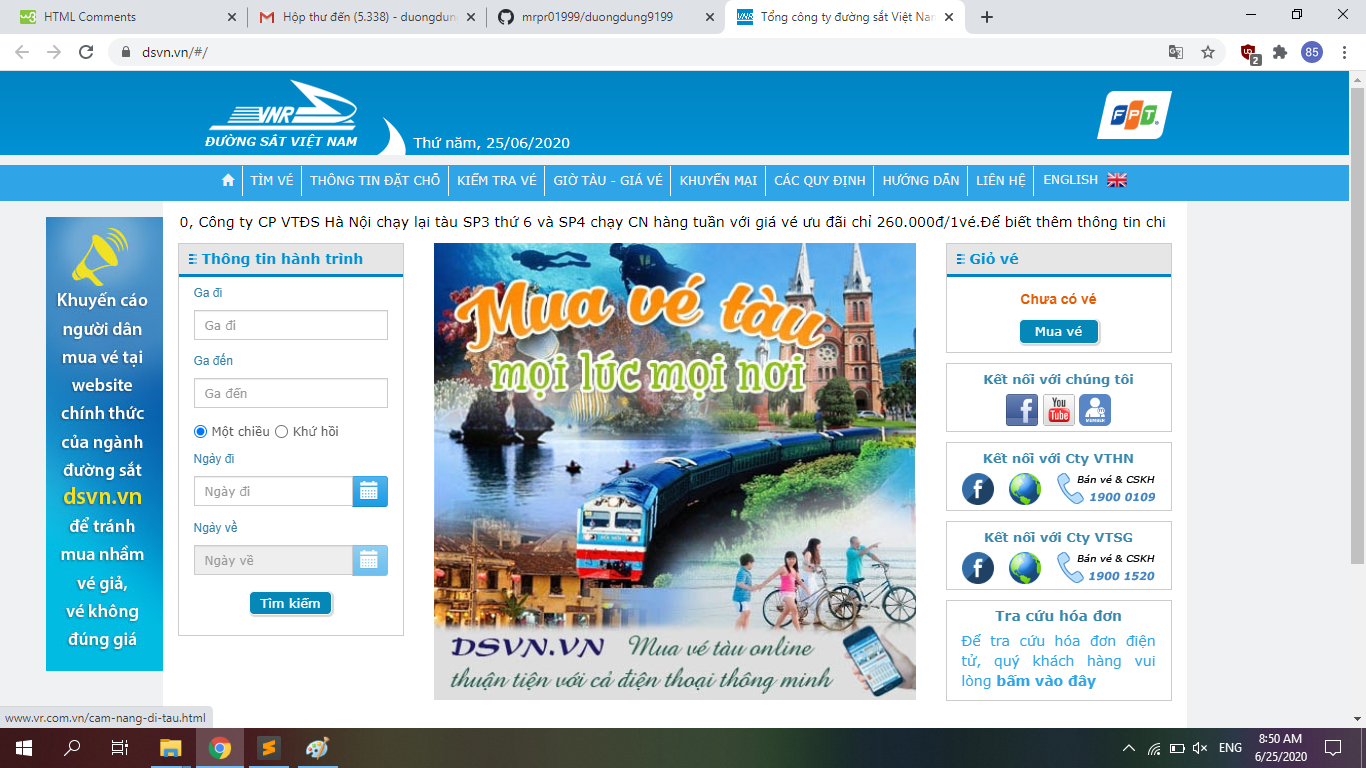 HTML Comments
Hộp thư đến (5.338) - duongdun
mrpr01999/duongdung9199
Tổng công ty đường sắt Việt Na
dsvn.vn/#/
2
85
VNR
ĐƯỜNG SẮT VIỆT NAM
Thứ năm, 25/06/2020
FPT
TÌM VÉ
THÔNG TIN ĐẶT CHỖ
KIỂM TRA VÉ
GIỜ TÀU - GIÁ VÉ
KHUYẾN MẠI
CÁC QUY ĐỊNH
HƯỚNG DẪN
LIÊN HỆ
ENGLISH
0, Công ty CP VTĐS Hà Nội chạy lại tàu SP3 thứ 6 và SP4 chạy CN hàng tuần với giá vé ưu đãi chỉ 260.000đ/1vé.Để biết thêm thông tin chi
Khuyến cáo
người dân
mua vé tại
website
chính thức
của ngành
đường sắt
dsvn.vn
để tránh
mua nhầm
vé giả,
vé không
đúng giá
Thông tin hành trình
Ga đi
Ga đi
Ga đến
Ga đến
Một chiều
Khứ hồi
Ngày đi
Ngày đi
Ngày về
Ngày về
Tìm kiếm
Mua vé tàu
mọi lúc mọi nơi
DSVN.VN Mua vé tàu online
thuận tiện với cả điện thoại thông minh
Giỏ vé
Chưa có vé
Mua vé
Kết nối với chúng tôi
You
Tube
MEMBER
Kết nối với Cty VTHN
Bán vé & CSKH
1900 0109
Kết nối với Cty VTSG
Bán vé & CSKH
1900 1520
Tra cứu hóa đơn
Để tra cứu hóa đơn điện
tử, quý khách hàng vui
lòng bấm vào đây
www.vr.com.vn/cam-nang-di-tau.html
ENG
8:50 AM
6/25/2020